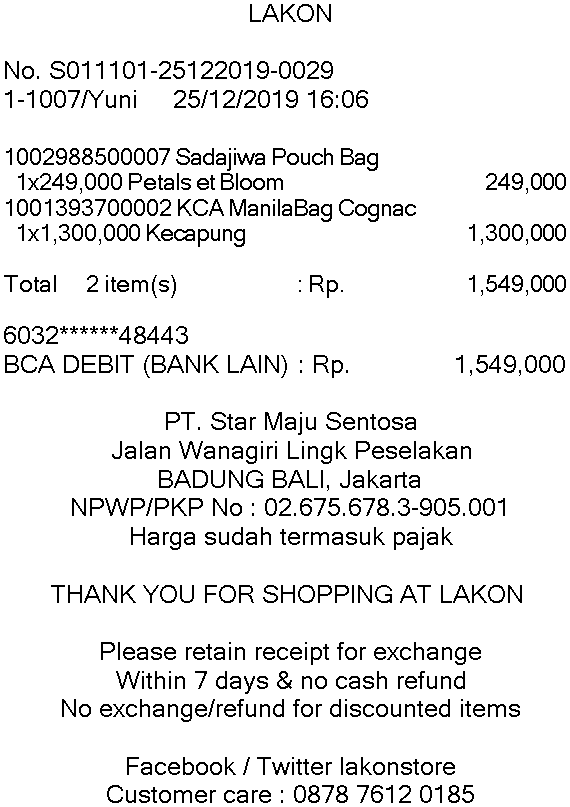 LAKON
No. S011101-25122019-0029
1-1007/Yuni 25/12/2019 16:06
1002988500007 Sadajiwa Pouch Bag
1x249,000 Petals et Bloom 249,000
1001393700002 KCA ManilaBag Cognac
1x1,300,000 Kecapung 1,300,000
Total 2 item(s) : Rp. 1,549,000
6032******48443
BCA DEBIT (BANK LAIN) : Rp. 1,549,000
PT. Star Maju Sentosa
Jalan Wanagiri Lingk Peselakan
BADUNG BALI, Jakarta
NPWP/PKP No : 02.675.678.3-905.001
Harga sudah termasuk pajak
THANK YOU FOR SHOPPING AT LAKON
Please retain receipt for exchange
Within 7 days & no cash refund
No exchange/refund for discounted items
Facebook / Twitter lakonstore
Customer care : 0878 7612 0185